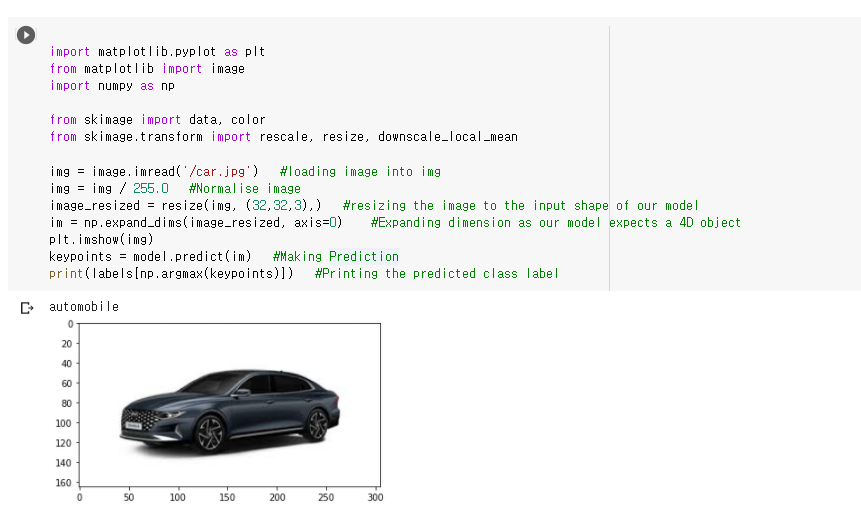 import matplotlib.pyplot as plt
from matplotlib import image
import numpy as np
from skimage import data, color
from skimage.transform import rescale, resize, downscale_local_mean
img = image.imread('/car.jpg')   #loading image into img
img = img / 255.0   #Normalise image
image_resized = resize(img, (32,32,3),)   #resizing the image to the input shape of our model
im = np.expand_dims(image_resized, axis=0)    #Expanding dimension as our model expects a 4D object
plt.imshow(img)
keypoints = model.predict(im)   #Making Prediction
print(labels[np.argmax(keypoints)])   #Printing the predicted class label
automobile
0
20
40
60
80
100
120
140
160
0 50 100 150 200 250 300